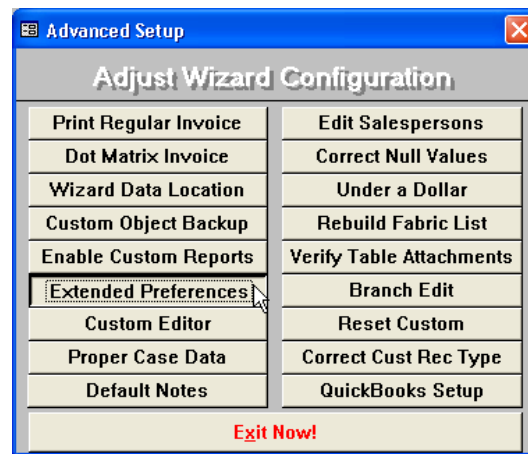 Advanced Setup
Adjust Wizard Configuration
Print Regular Invoice
Edit Salespersons
Dot Matrix Invoice
Correct Null Values
Wizard Data Location
Under a Dollar
Custom Object Backup
Rebuild Fabric List
Enable Custom Reports
Verify Table Attachments
Extended Preferences
Branch Edit
Custom Editor
Reset Custom
Proper Case Data
Correct Cust Rec Type
Default Notes
QuickBooks Setup
Exit Now!